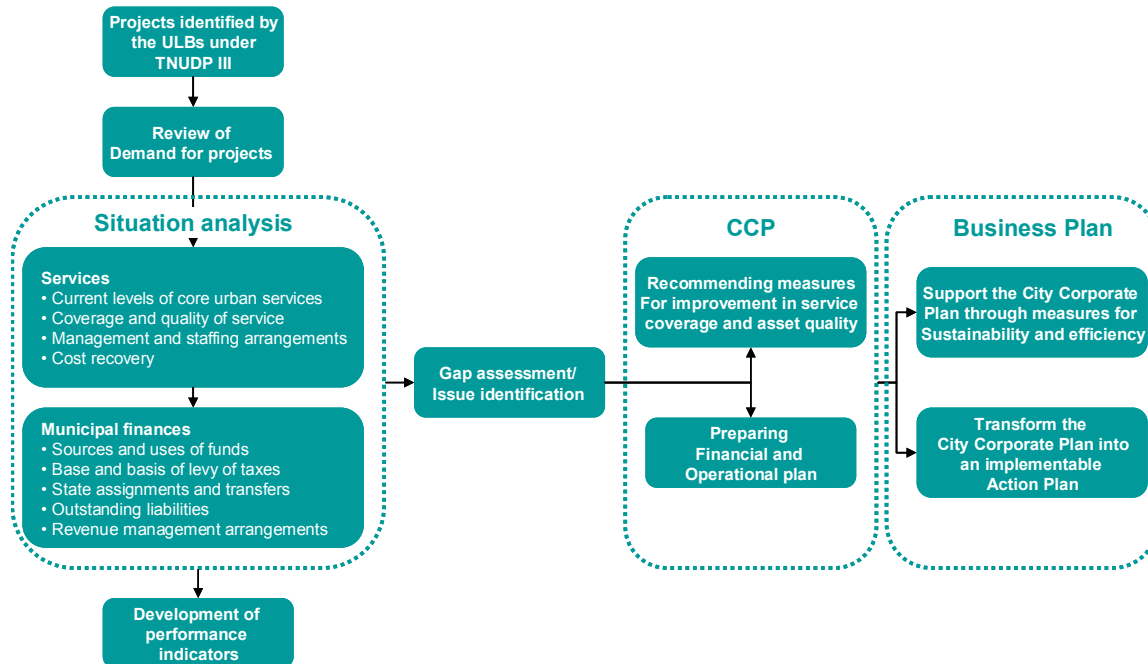 Projects identified by
the ULBs under
TNUDP III
Review of
Demand for projects
Situation analysis
Services
• Current levels of core urban services
• Coverage and quality of service
• Management and staffing arrangements
• Cost recovery
Municipal finances
• Sources and uses of funds
• Base and basis of levy of taxes
• State assignments and transfers
• Outstanding liabilities
• Revenue management arrangements
Development of
performance
indicators
Gap assessment/
Issue identification
CCP
Recommending measures
For improvement in service
coverage and asset quality
Preparing
Financial and
Operational plan
Business Plan
Support the City Corporate
Plan through measures for
Sustainability and efficiency
Transform the
City Corporate Plan into
an implementable
Action Plan